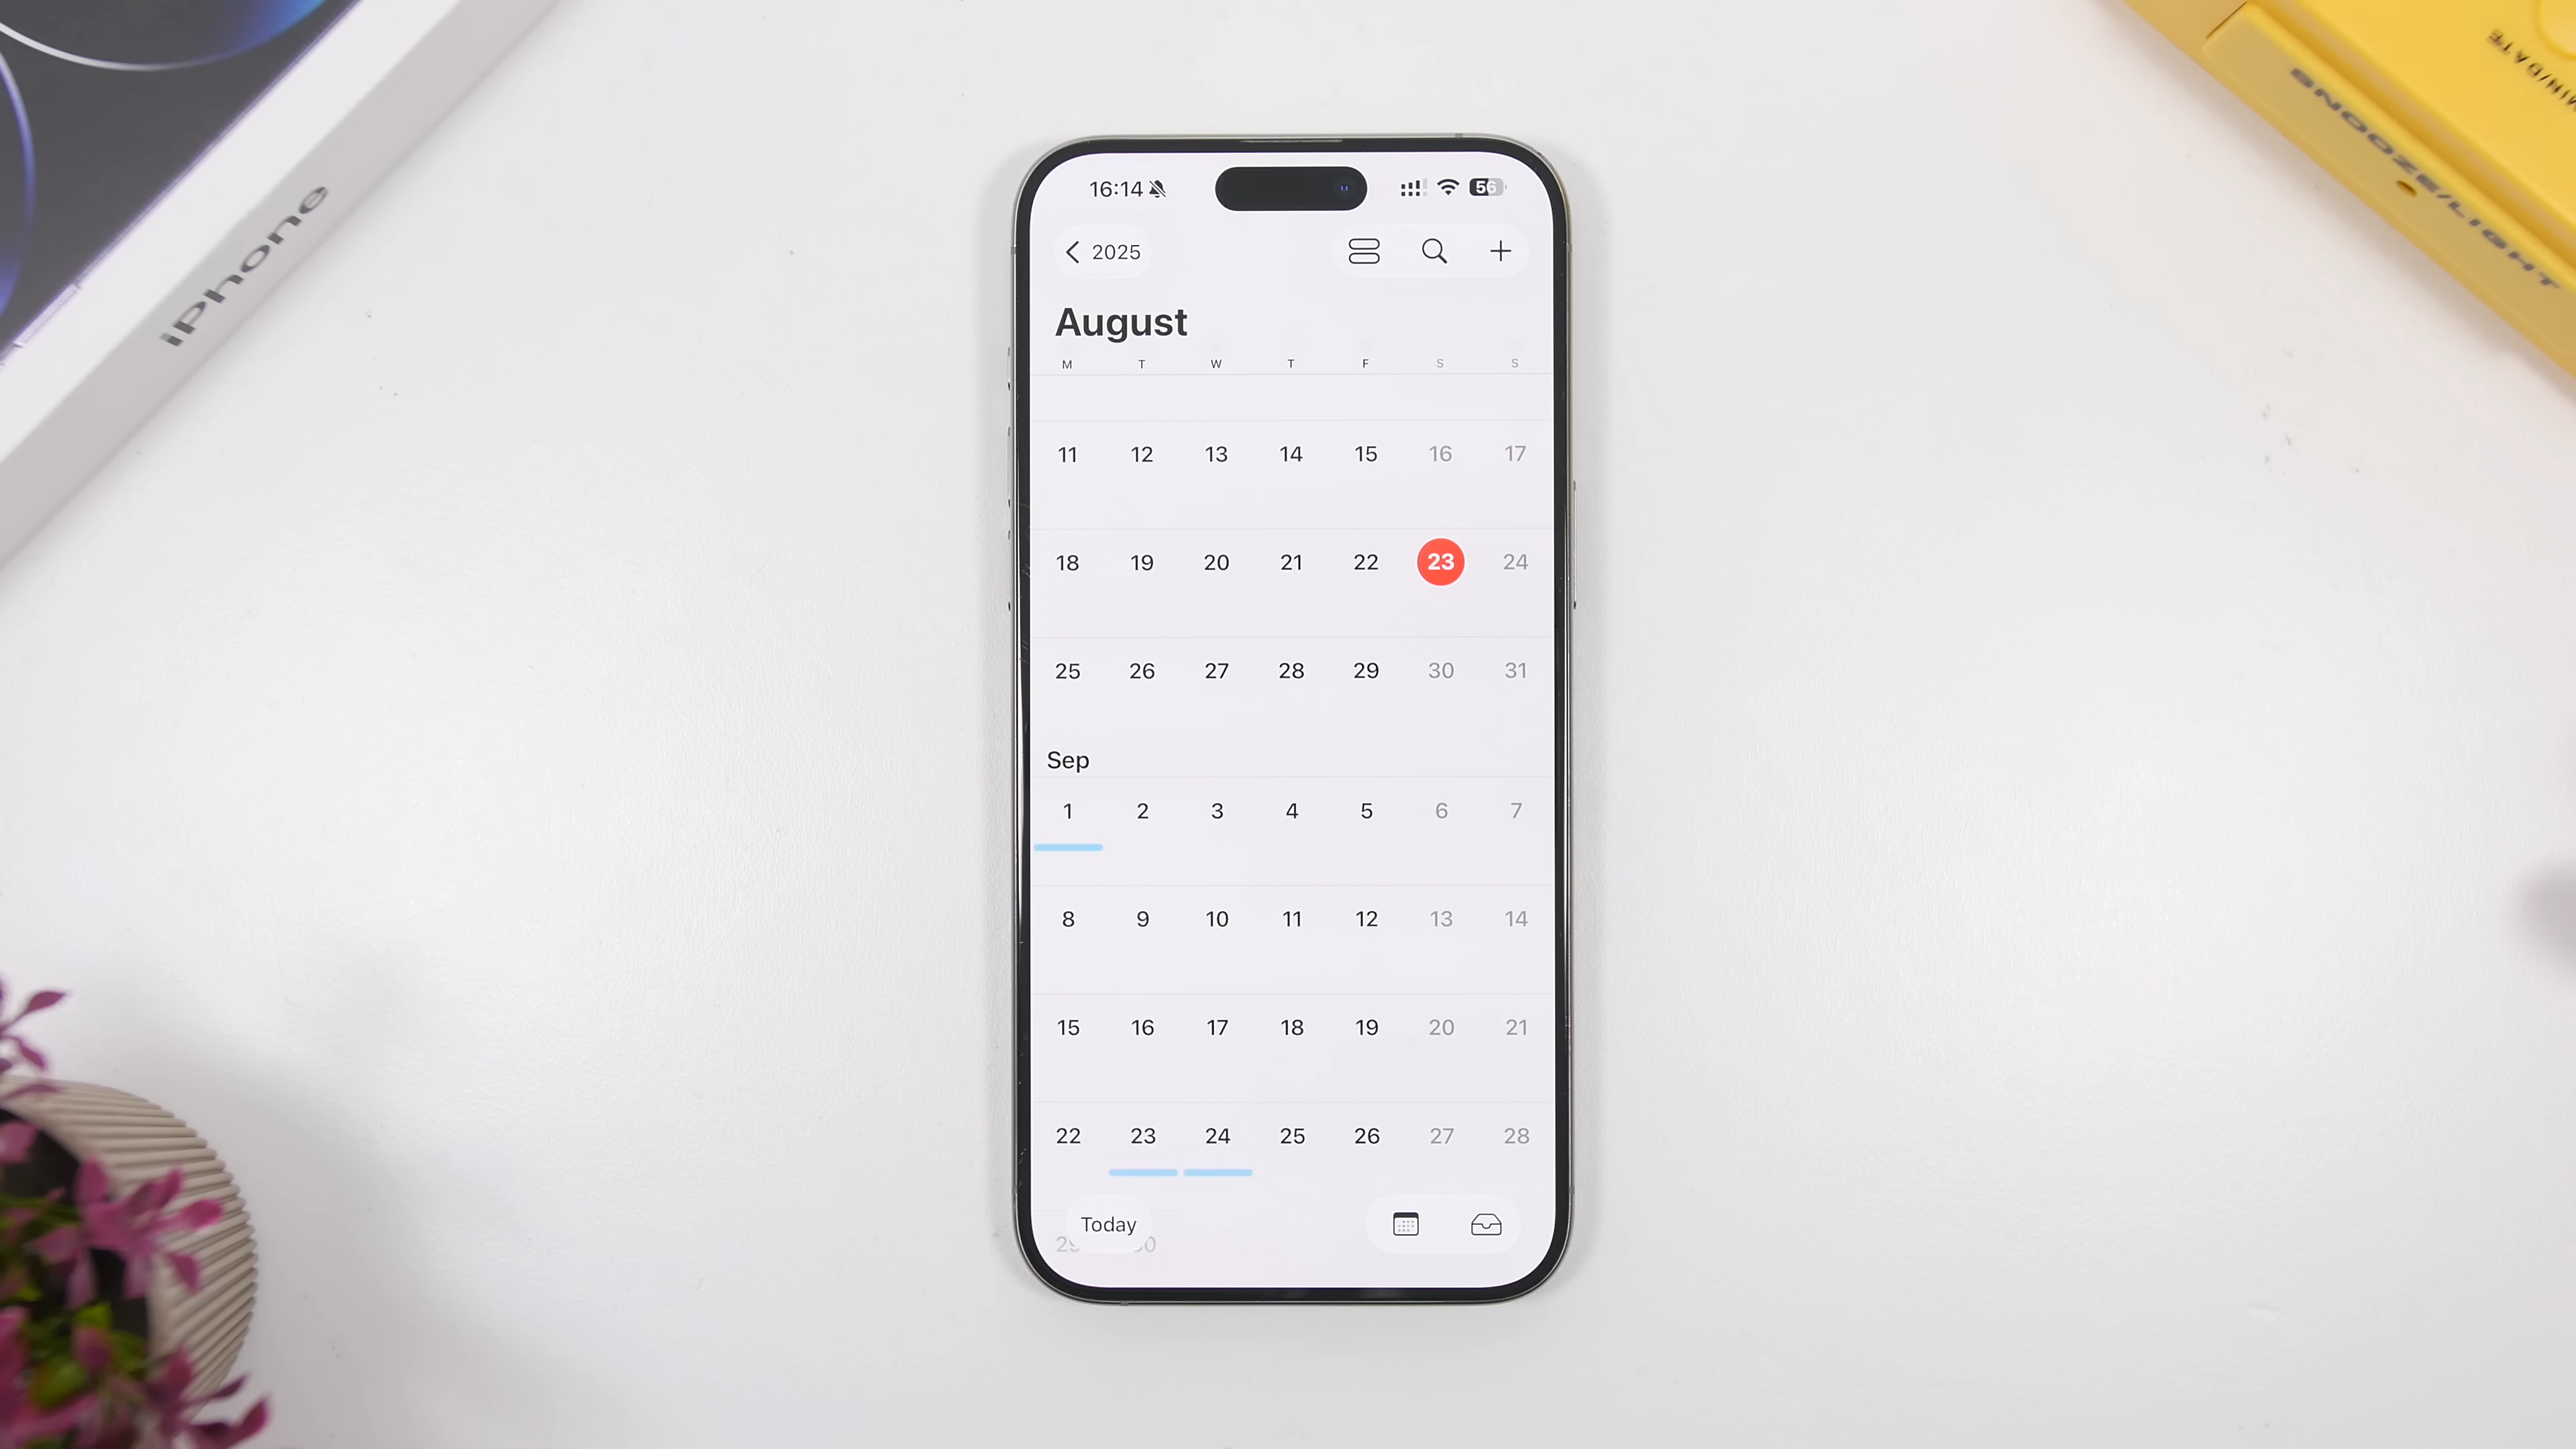 iPhone
MIN/DATE
SNOOZE/LIGHT
16:14
56
2025
August
M T W T F S S
11 12 13 14 15 16 17
18 19 20 21 22 23 24
25 26 27 28 29 30 31
Sep
1 2 3 4 5 6 7
8 9 10 11 12 13 14
15 16 17 18 19 20 21
22 23 24 25 26 27 28
Today